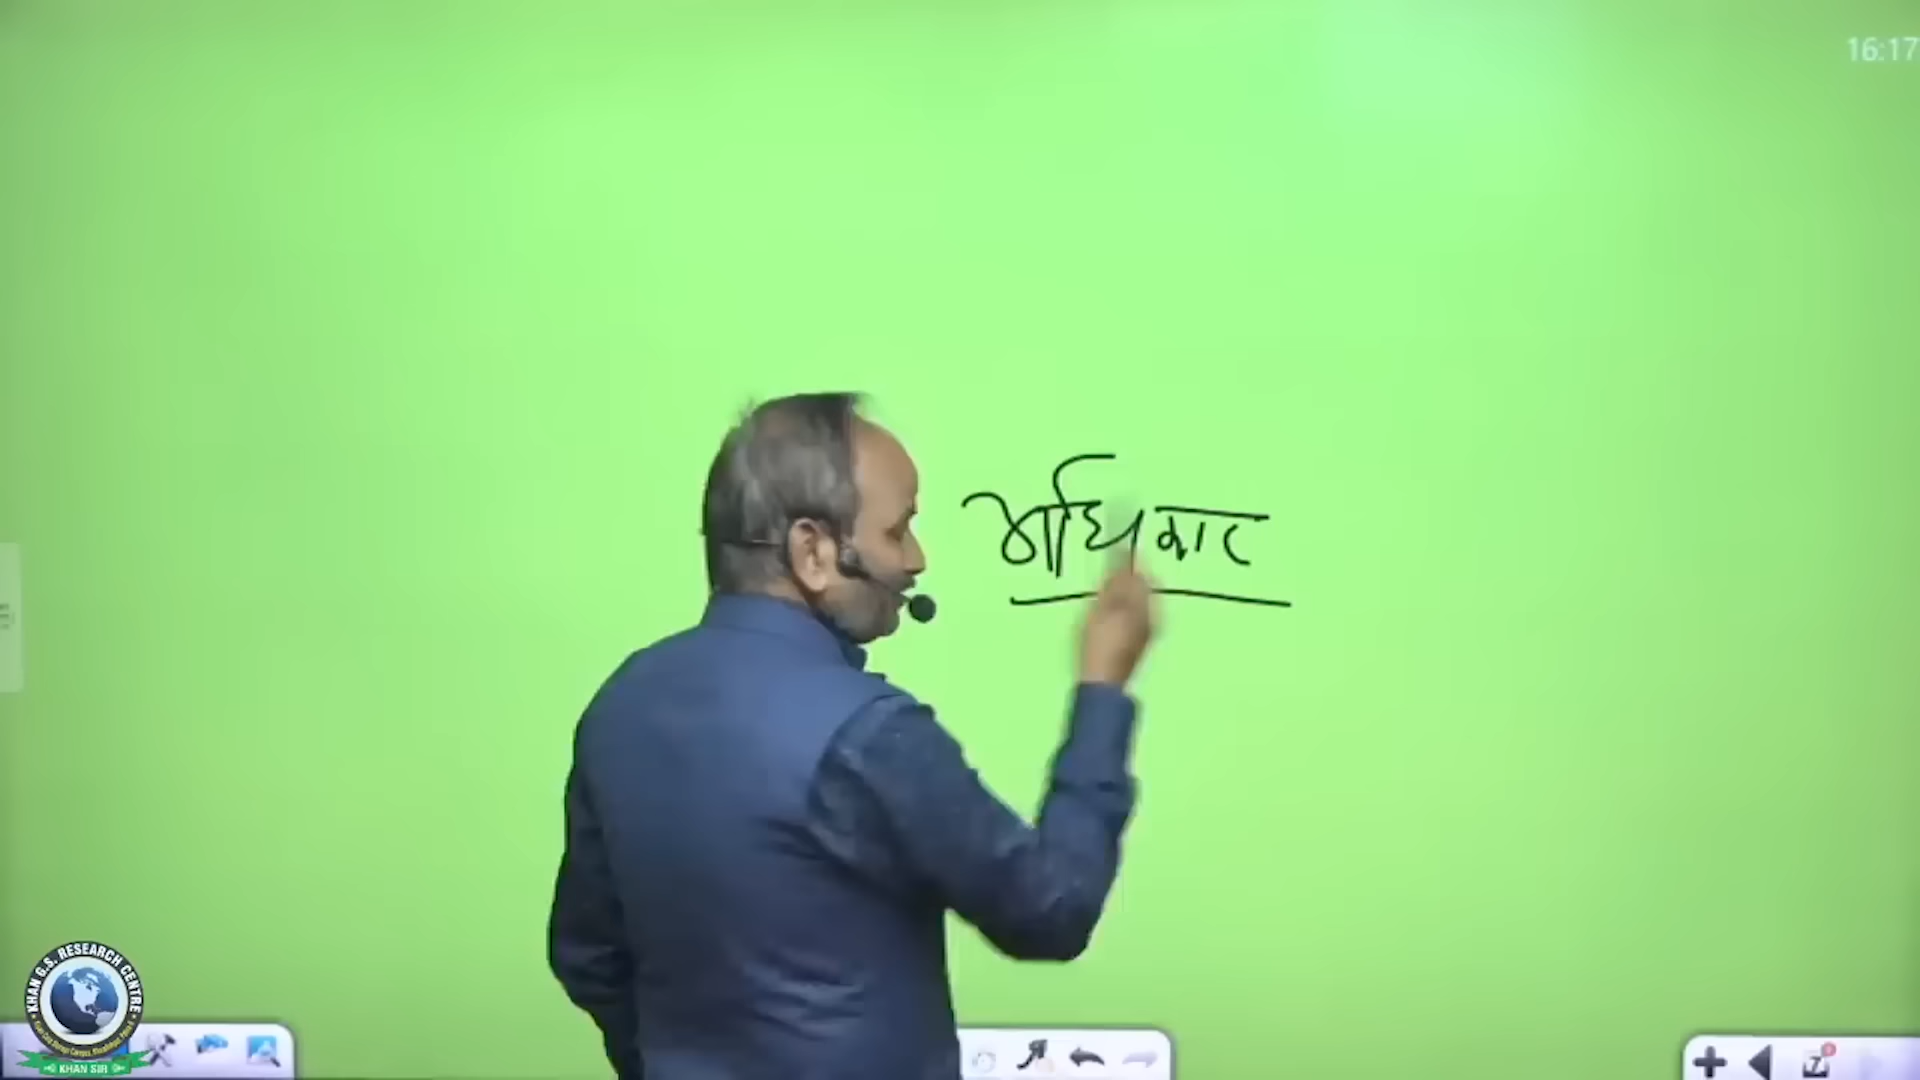 16:17
अधिकार
KHAN G.S. RESEARCH CENTRE
KHAN SIR